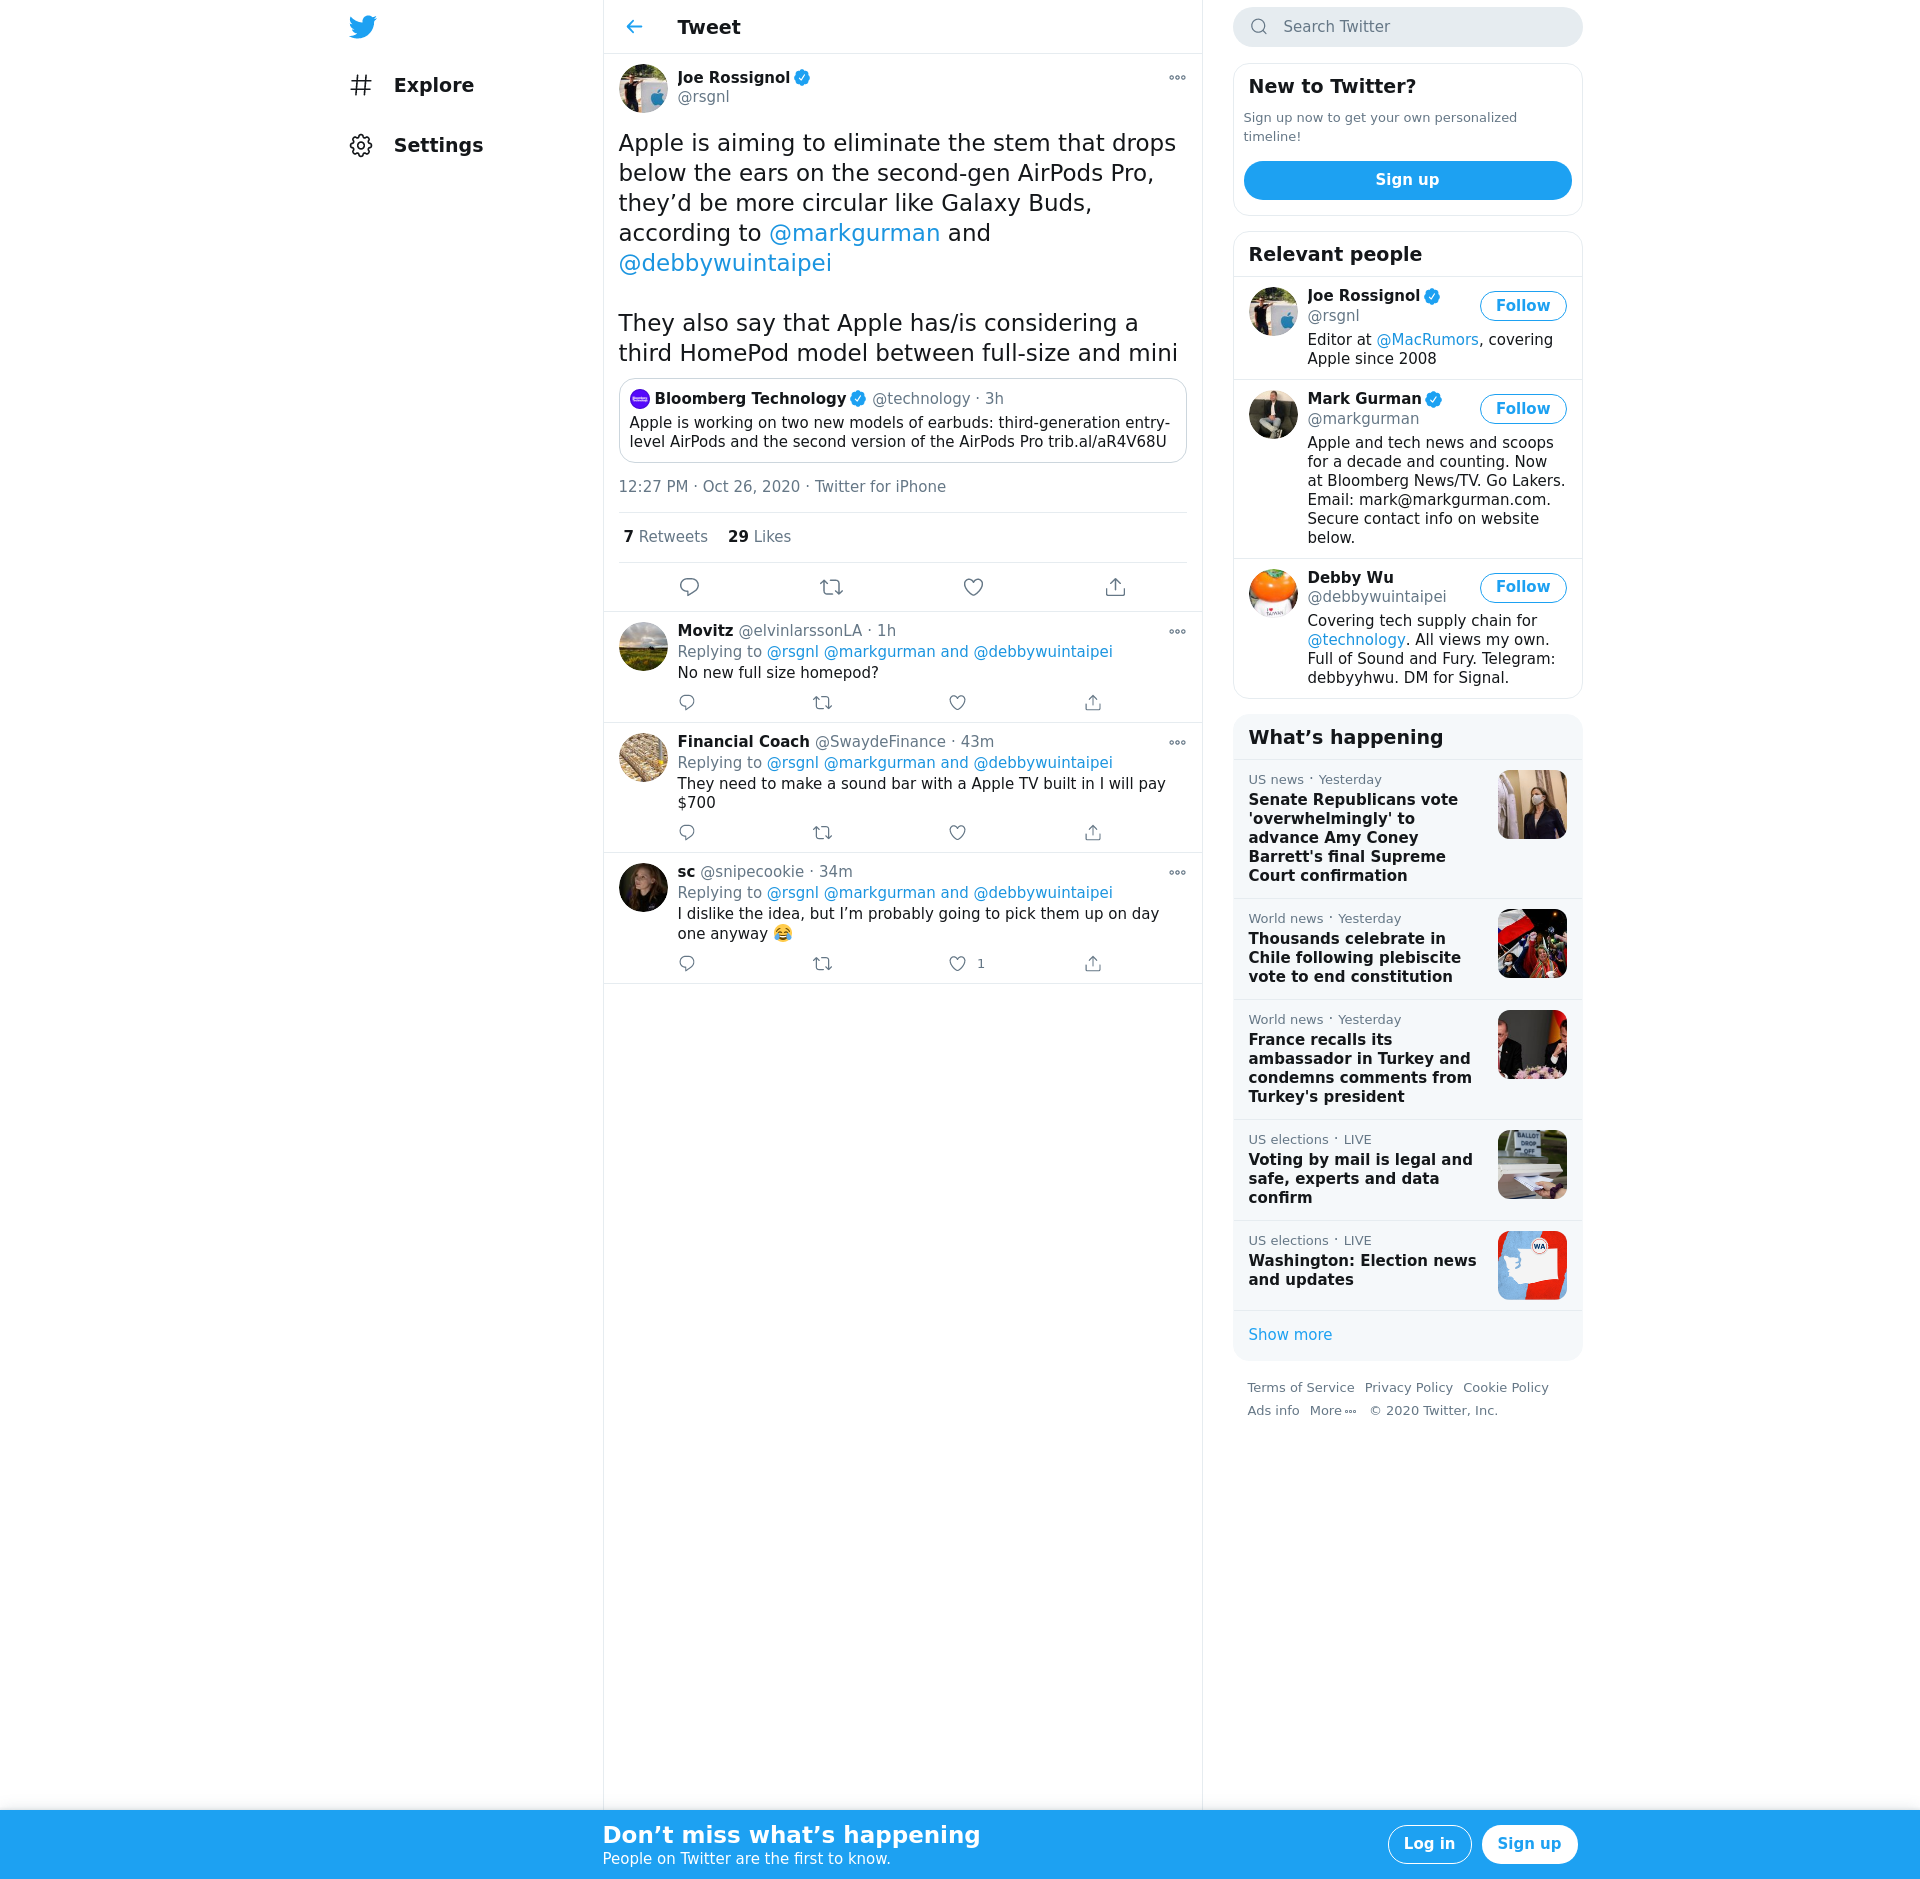 Explore
Settings
Tweet
Joe Rossignol
@rsgnl
Apple is aiming to eliminate the stem that drops
below the ears on the second-gen AirPods Pro,
they’d be more circular like Galaxy Buds,
according to @markgurman and
@debbywuintaipei
They also say that Apple has/is considering a
third HomePod model between full-size and mini
Bloomberg Technology @technology · 3h
Apple is working on two new models of earbuds: third-generation entry-
level AirPods and the second version of the AirPods Pro trib.al/aR4V68U
12:27 PM · Oct 26, 2020 · Twitter for iPhone
7 Retweets 29 Likes
Movitz @elvinlarssonLA · 1h
Replying to @rsgnl @markgurman and @debbywuintaipei
No new full size homepod?
Financial Coach @SwaydeFinance · 43m
Replying to @rsgnl @markgurman and @debbywuintaipei
They need to make a sound bar with a Apple TV built in I will pay
$700
sc @snipecookie · 34m
Replying to @rsgnl @markgurman and @debbywuintaipei
I dislike the idea, but I’m probably going to pick them up on day
one anyway 😂
1
Search Twitter
New to Twitter?
Sign up now to get your own personalized
timeline!
Sign up
Relevant people
Joe Rossignol
@rsgnl
Follow
Editor at @MacRumors, covering
Apple since 2008
Mark Gurman
@markgurman
Follow
Apple and tech news and scoops
for a decade and counting. Now
at Bloomberg News/TV. Go Lakers.
Email: mark@markgurman.com.
Secure contact info on website
below.
Debby Wu
@debbywuintaipei
Follow
Covering tech supply chain for
@technology. All views my own.
Full of Sound and Fury. Telegram:
debbyyhwu. DM for Signal.
What’s happening
US news · Yesterday
Senate Republicans vote
'overwhelmingly' to
advance Amy Coney
Barrett's final Supreme
Court confirmation
World news · Yesterday
Thousands celebrate in
Chile following plebiscite
vote to end constitution
World news · Yesterday
France recalls its
ambassador in Turkey and
condemns comments from
Turkey's president
US elections · LIVE
Voting by mail is legal and
safe, experts and data
confirm
BALLOT
DROP
OFF
US elections · LIVE
Washington: Election news
and updates
WA
Show more
Terms of Service Privacy Policy Cookie Policy
Ads info More © 2020 Twitter, Inc.
Don’t miss what’s happening
People on Twitter are the first to know.
Log in
Sign up